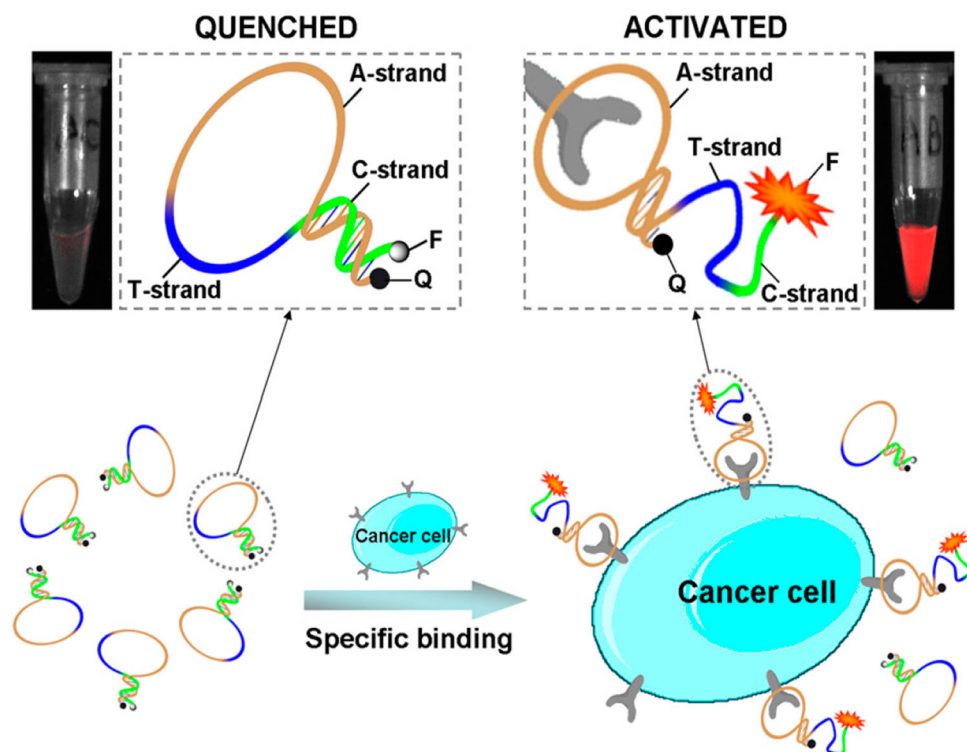 QUENCHED
ACTIVATED
A-strand
C-strand
F
Q
T-strand
A-strand
T-strand
F
Q
C-strand
A B
Cancer cell
Specific binding
Cancer cell